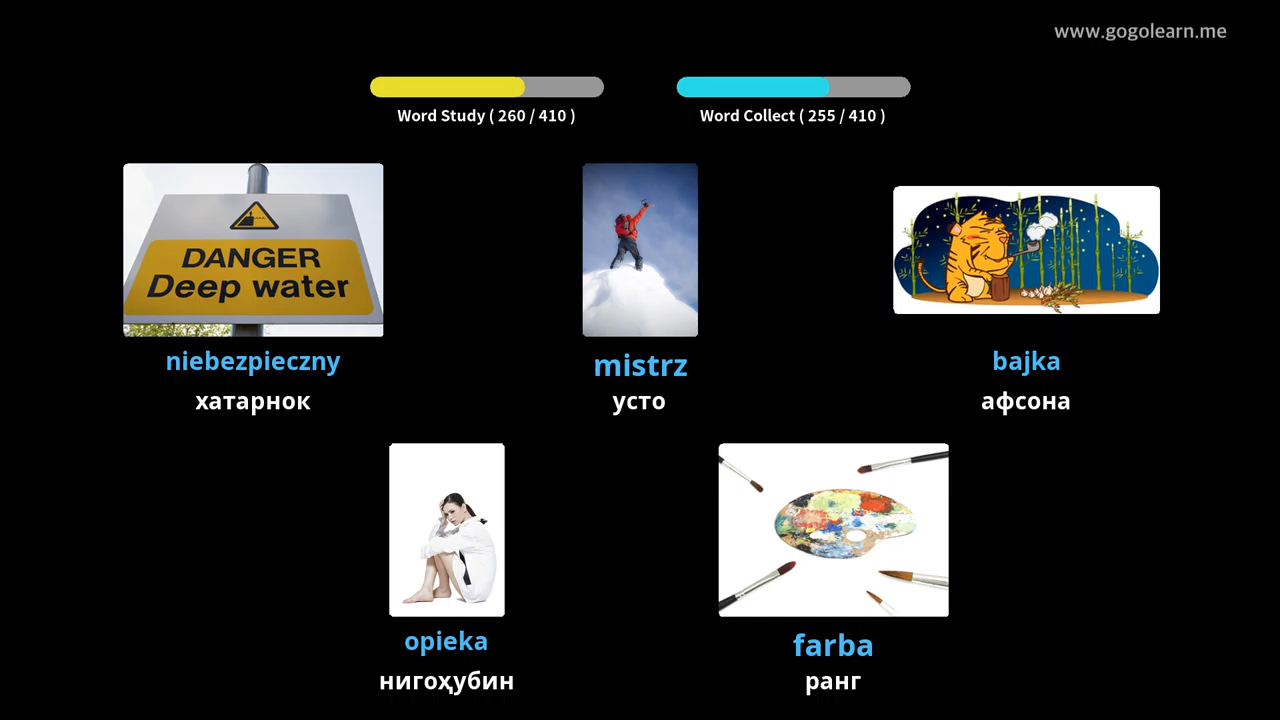 www.gogolearn.me
Word Study ( 260 / 410 )
Word Collect ( 255 / 410 )
DANGER
Deep water
niebezpieczny
хатарнок
mistrz
усто
bajka
афсона
opieka
нигоҳубин
farba
ранг